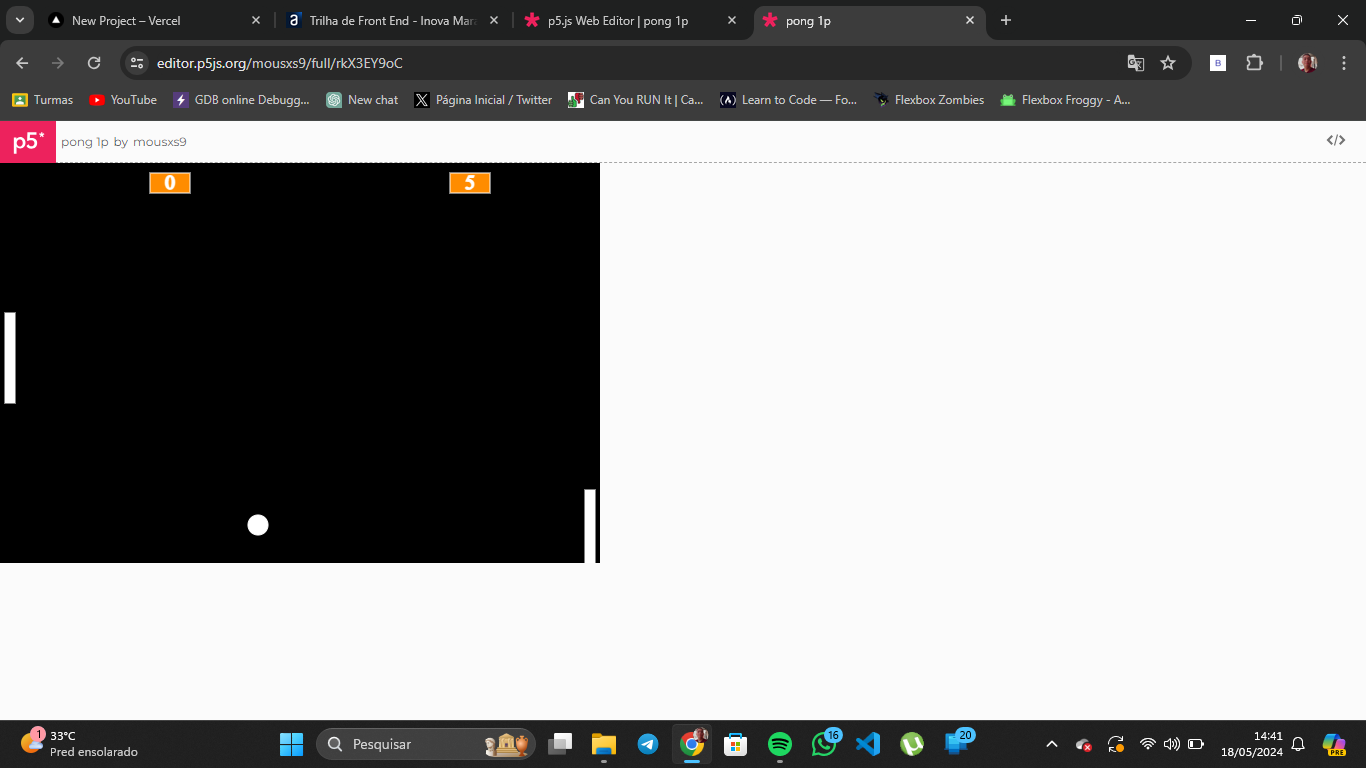 New Project – Vercel
Trilha de Front End - Inova Mara
p5.js Web Editor | pong 1p
pong 1p
editor.p5js.org/mousxs9/full/rkX3EY9oC
B
Turmas
YouTube
GDB online Debugg...
New chat
Página Inicial / Twitter
Can You RUN It | Ca...
Learn to Code — Fo...
Flexbox Zombies
Flexbox Froggy - A...
p5*
pong 1p by mousxs9
</>
0
5
1
33°C
Pred ensolarado
Pesquisar
16
20
14:41
18/05/2024
PRE